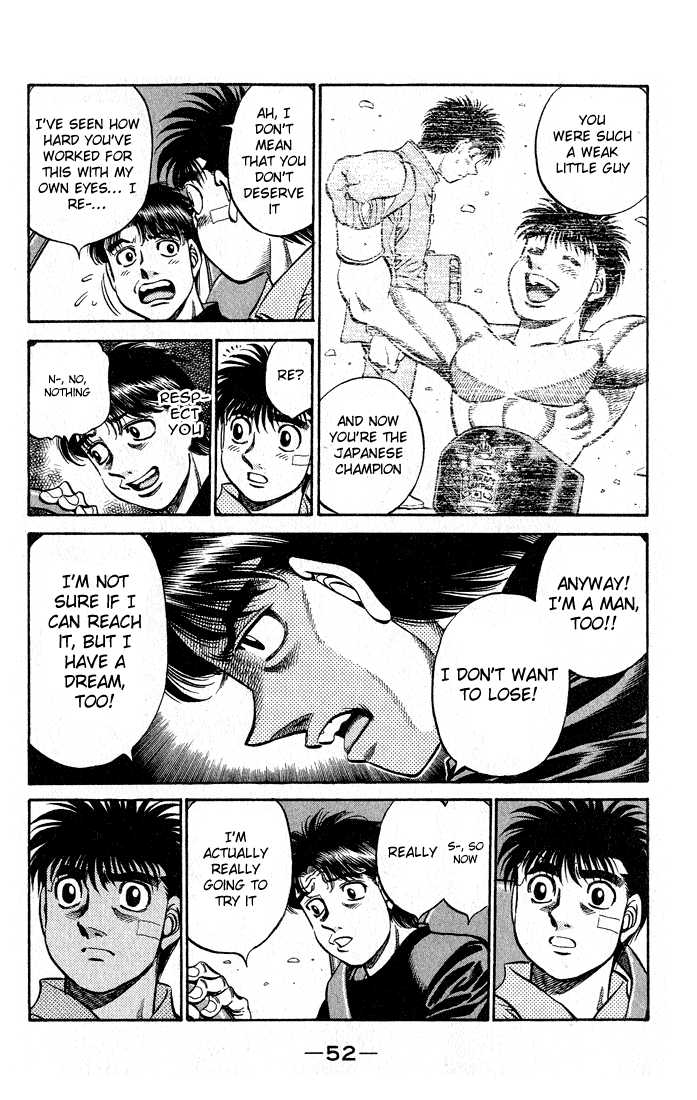 YOU
WERE SUCH
A WEAK
LITTLE GUY
AND NOW
YOU'RE THE
JAPANESE
CHAMPION
AH, I
DON'T
MEAN
THAT YOU
DON'T
DESERVE
IT
I'VE SEEN HOW
HARD YOU'VE
WORKED FOR
THIS WITH MY
OWN EYES... I
RE-...
RE?
RESP-
ECT
YOU
N-, NO,
NOTHING
ANYWAY!
I'M A MAN,
TOO!!
I DON'T WANT
TO LOSE!
I'M NOT
SURE IF I
CAN REACH
IT, BUT I
HAVE A
DREAM,
TOO!
S-, SO
NOW
REALLY
I'M
ACTUALLY
REALLY
GOING TO
TRY IT
—52—